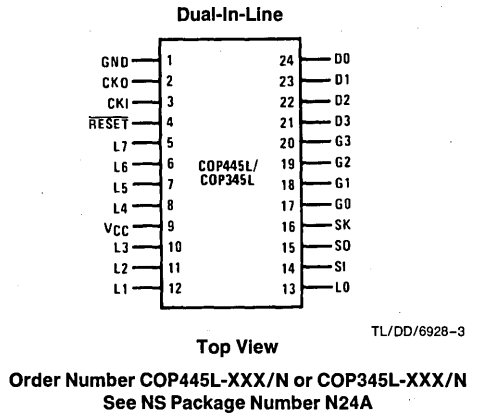 Dual-In-Line
GND 1 24 D0
CKO 2 23 D1
CKI 3 22 D2
RESET 4 21 D3
L7 5 20 G3
L6 6 19 G2
L5 7 18 G1
L4 8 17 G0
VCC 9 16 SK
L3 10 15 SO
L2 11 14 SI
L1 12 13 L0
COP445L/
COP345L
TL/DD/6928-3
Top View
Order Number COP445L-XXX/N or COP345L-XXX/N
See NS Package Number N24A